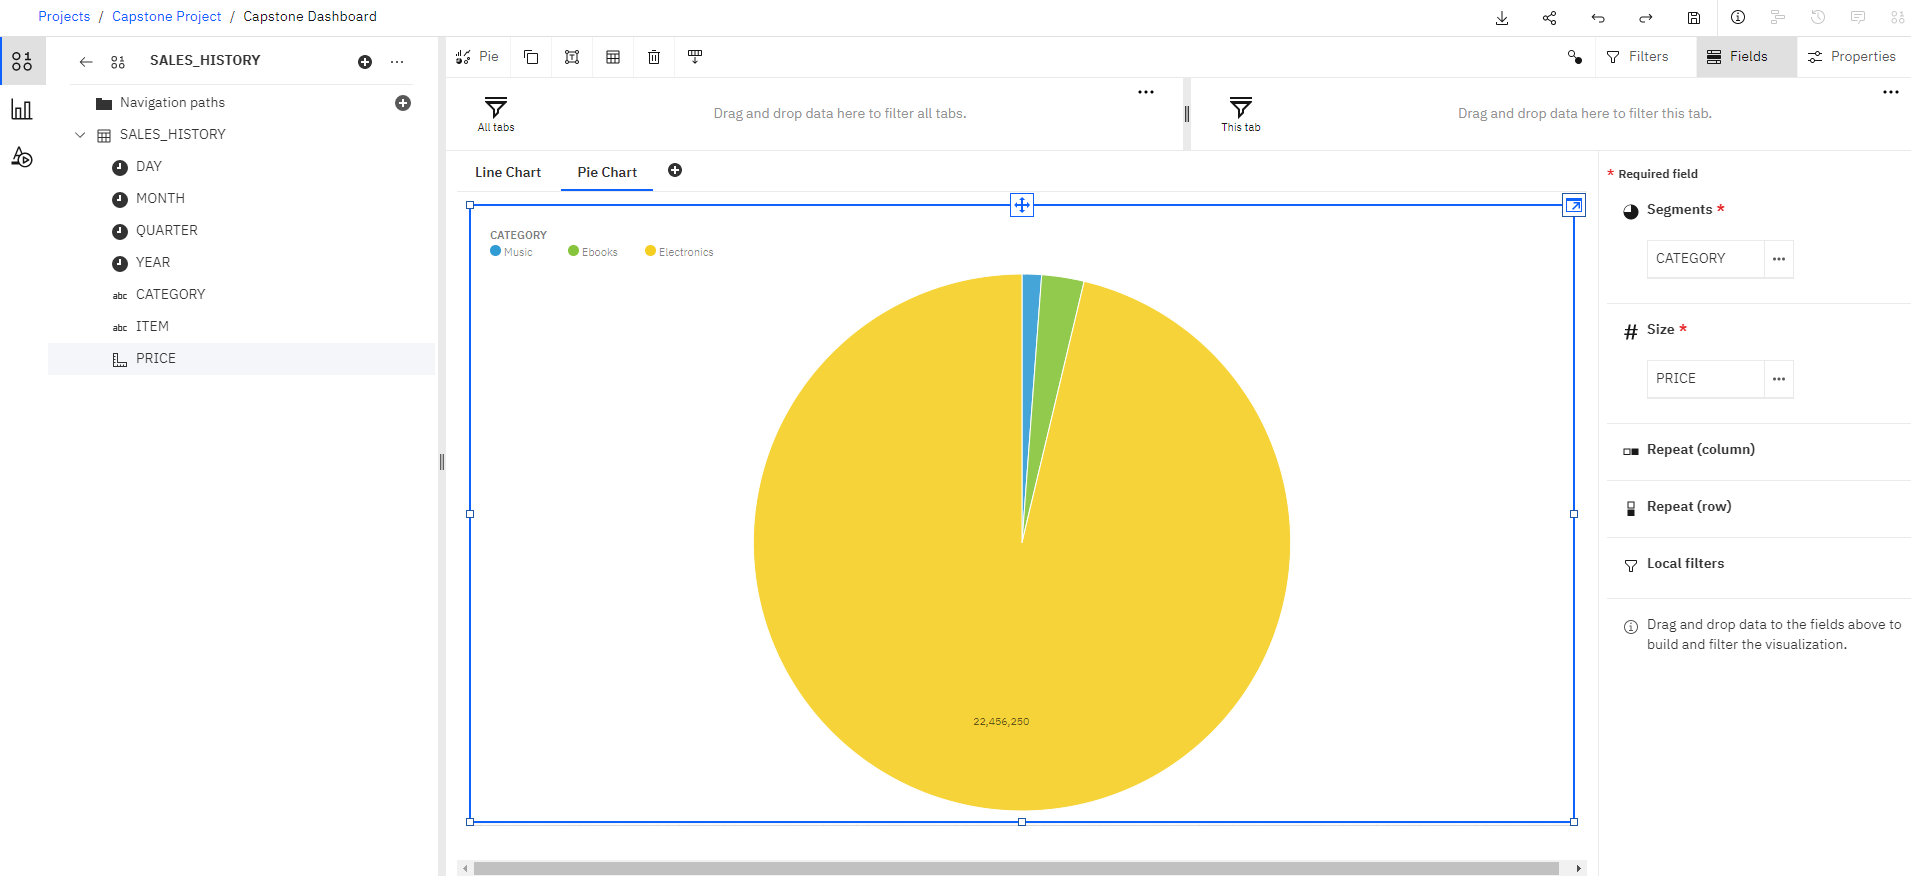 Projects / Capstone Project / Capstone Dashboard
SALES_HISTORY
Navigation paths
SALES_HISTORY
DAY
MONTH
QUARTER
YEAR
abc CATEGORY
abc ITEM
PRICE
Pie
Filters
Fields
Properties
All tabs
Drag and drop data here to filter all tabs.
This tab
Drag and drop data here to filter this tab.
Line Chart
Pie Chart
CATEGORY
Music Ebooks Electronics
22,456,250
* Required field
Segments *
CATEGORY
# Size *
PRICE
Repeat (column)
Repeat (row)
Local filters
Drag and drop data to the fields above to
build and filter the visualization.